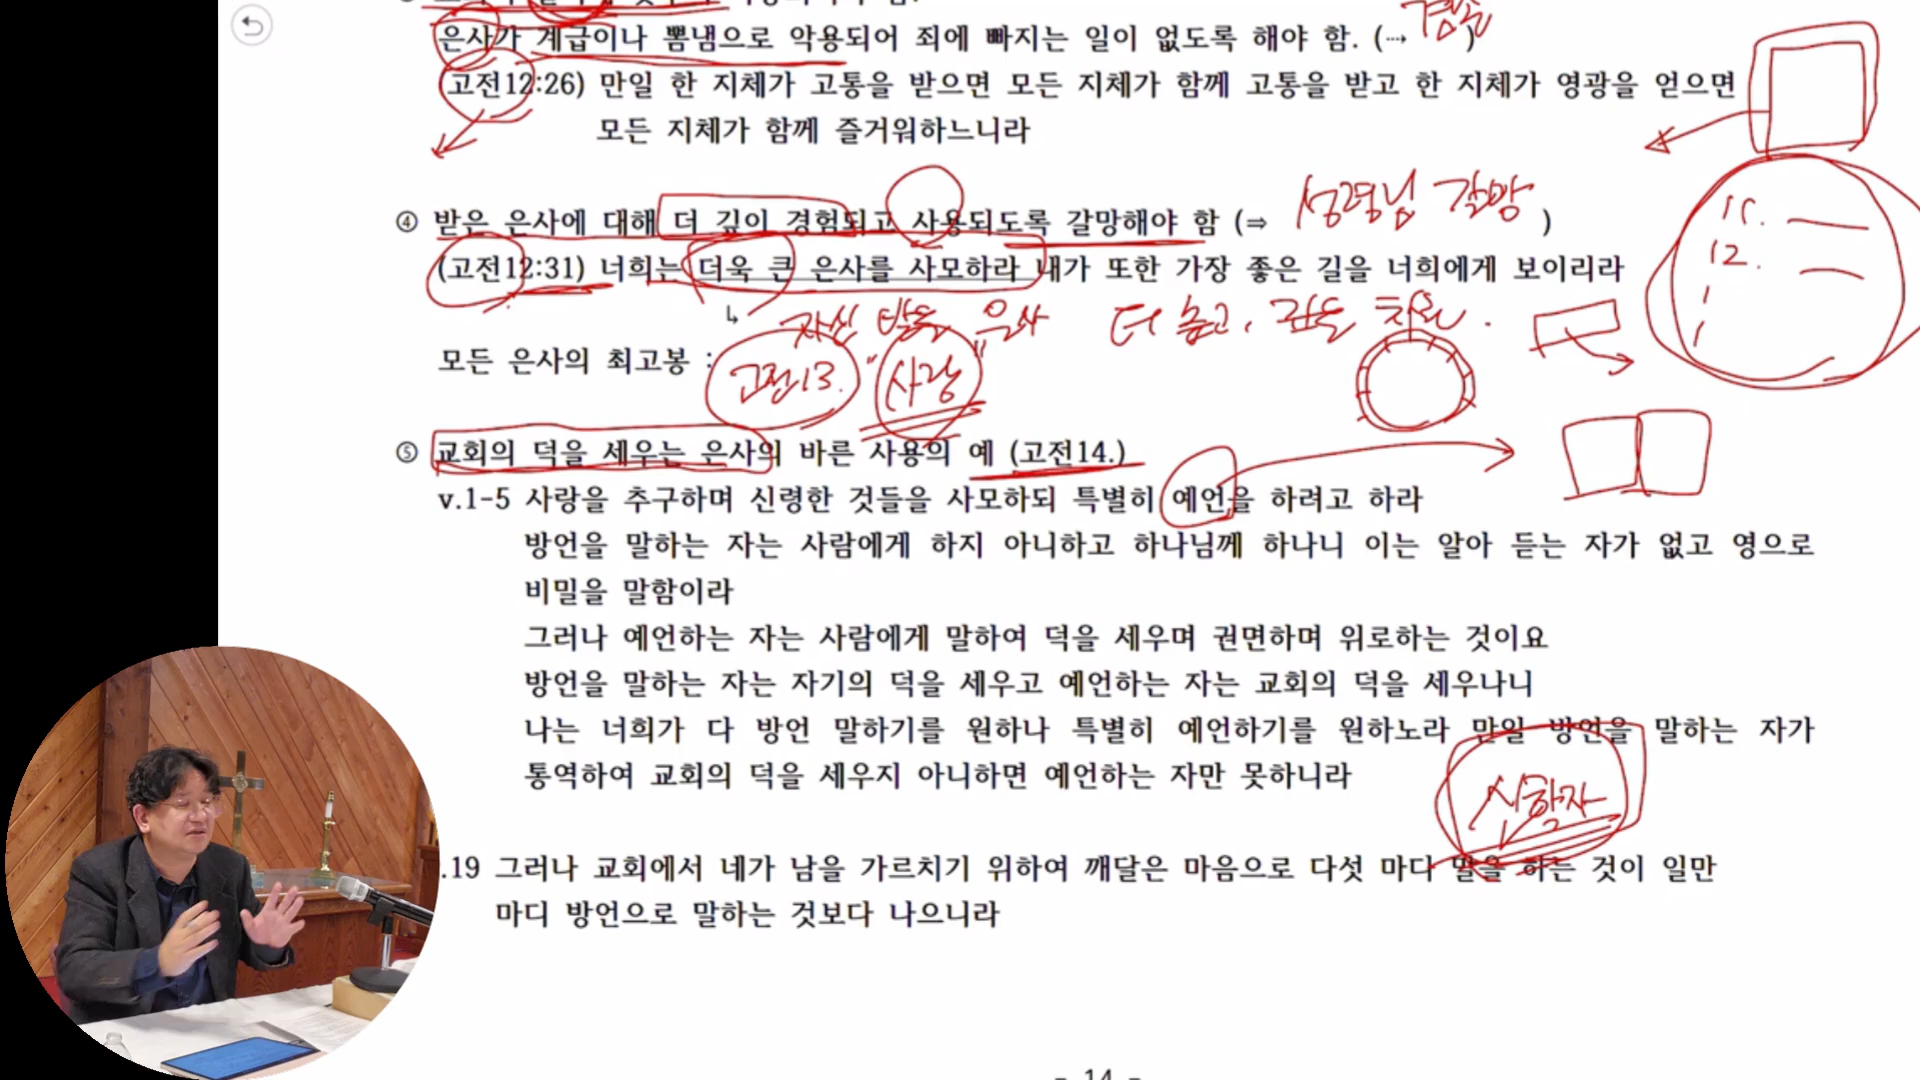 은사가 계급이나 뽐냄으로 악용되어 죄에 빠지는 일이 없도록 해야 함. (⋯→ 겸손 )
(고전12:26) 만일 한 지체가 고통을 받으면 모든 지체가 함께 고통을 받고 한 지체가 영광을 얻으면
모든 지체가 함께 즐거워하느니라
④ 받은 은사에 대해 더 깊이 경험되고 사용되도록 갈망해야 함 (⇒ 성령님 갈망 )
(고전12:31) 너희는 더욱 큰 은사를 사모하라 내가 또한 가장 좋은 길을 너희에게 보이리라
↳ 자신 받은 은사 더 높고, 깊은 차원.
11.
12.
모든 은사의 최고봉 : 고전13. "사랑"
⑤ 교회의 덕을 세우는 은사의 바른 사용의 예 (고전14.)
v.1-5 사랑을 추구하며 신령한 것들을 사모하되 특별히 예언을 하려고 하라
방언을 말하는 자는 사람에게 하지 아니하고 하나님께 하나니 이는 알아 듣는 자가 없고 영으로
비밀을 말함이라
그러나 예언하는 자는 사람에게 말하여 덕을 세우며 권면하며 위로하는 것이요
방언을 말하는 자는 자기의 덕을 세우고 예언하는 자는 교회의 덕을 세우나니
나는 너희가 다 방언 말하기를 원하나 특별히 예언하기를 원하노라 만일 방언을 말하는 자가
통역하여 교회의 덕을 세우지 아니하면 예언하는 자만 못하니라
신학자
.19 그러나 교회에서 네가 남을 가르치기 위하여 깨달은 마음으로 다섯 마디 말을 하는 것이 일만
마디 방언으로 말하는 것보다 나으니라
- 14 -